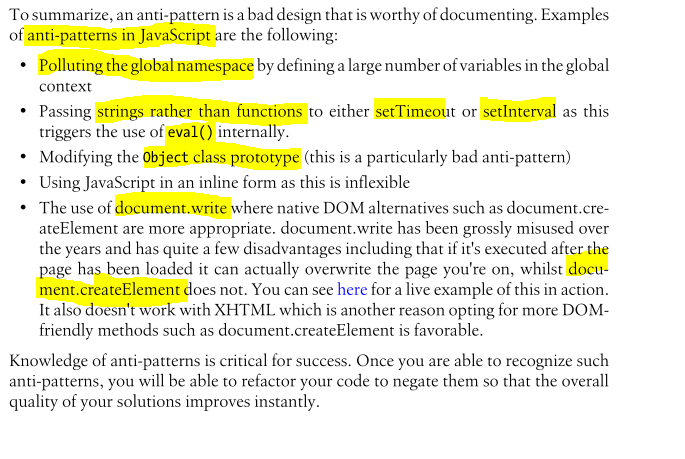 To summarize, an anti-pattern is a bad design that is worthy of documenting. Examples
of anti-patterns in JavaScript are the following:
• Polluting the global namespace by defining a large number of variables in the global
context
• Passing strings rather than functions to either setTimeout or setInterval as this
triggers the use of eval() internally.
• Modifying the Object class prototype (this is a particularly bad anti-pattern)
• Using JavaScript in an inline form as this is inflexible
• The use of document.write where native DOM alternatives such as document.cre-
ateElement are more appropriate. document.write has been grossly misused over
the years and has quite a few disadvantages including that if it's executed after the
page has been loaded it can actually overwrite the page you're on, whilst docu-
ment.createElement does not. You can see here for a live example of this in action.
It also doesn't work with XHTML which is another reason opting for more DOM-
friendly methods such as document.createElement is favorable.
Knowledge of anti-patterns is critical for success. Once you are able to recognize such
anti-patterns, you will be able to refactor your code to negate them so that the overall
quality of your solutions improves instantly.